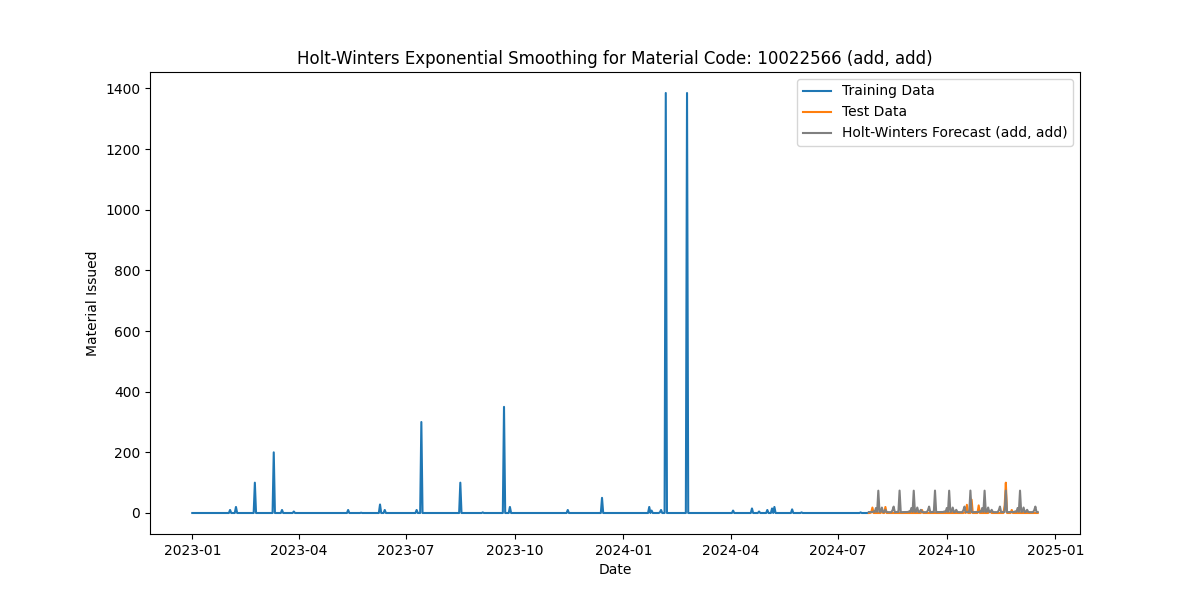 Holt-Winters Exponential Smoothing for Material Code: 10022566 (add, add)
Training Data
Test Data
Holt-Winters Forecast (add, add)
Material Issued
1400
1200
1000
800
600
400
200
0
2023-01
2023-04
2023-07
2023-10
2024-01
2024-04
2024-07
2024-10
2025-01
Date